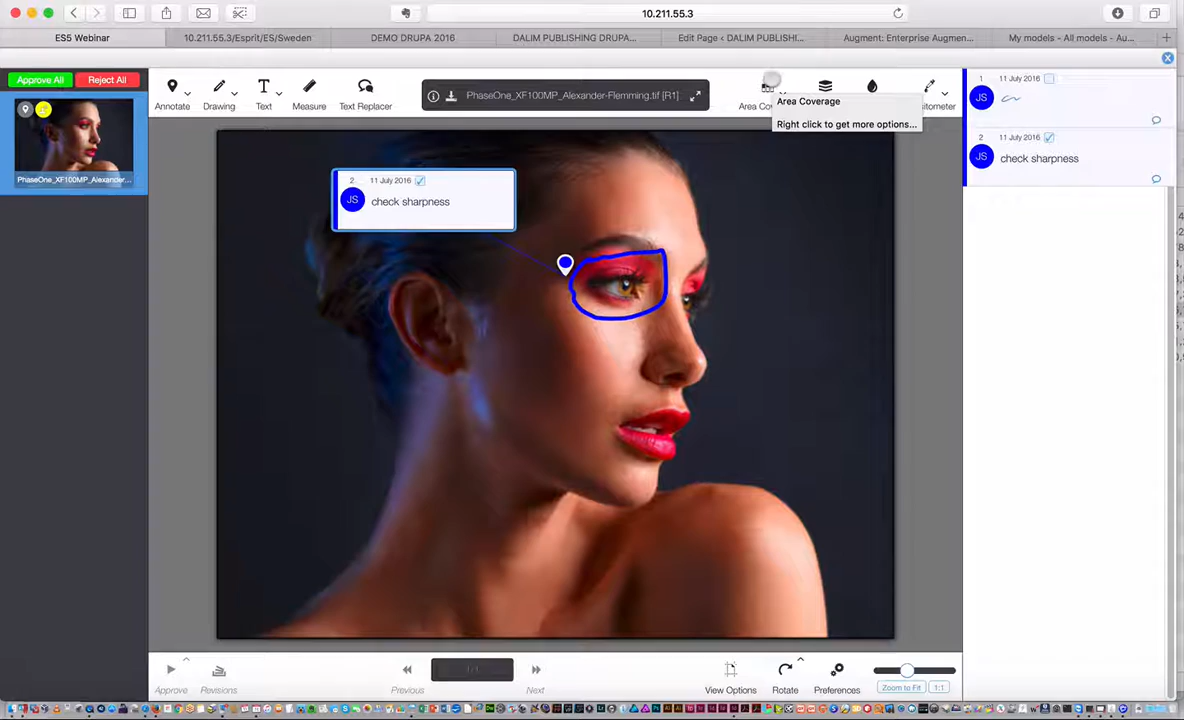 10.211.55.3
ES5 Webinar
10.211.55.3/Esprit/ES/Sweden
DEMO DRUPA 2016
DALIM PUBLISHING DRUPA...
Edit Page ‹ DALIM PUBLISHI...
Augment: Enterprise Augmen...
My models - All models - Au...
Approve All
Reject All
Annotate
Drawing
Text
Measure
Text Replacer
PhaseOne_XF100MP_Alexander-Flemming.tif [R1]
Area Cov
Area Coverage
Right click to get more options...
PhaseOne_XF100MP_Alexander...
1 11 July 2016
JS
2 11 July 2016
JS check sharpness
2 11 July 2016
JS check sharpness
Approve
Revisions
Previous
Next
View Options
Rotate
Preferences
Zoom to Fit
1:1